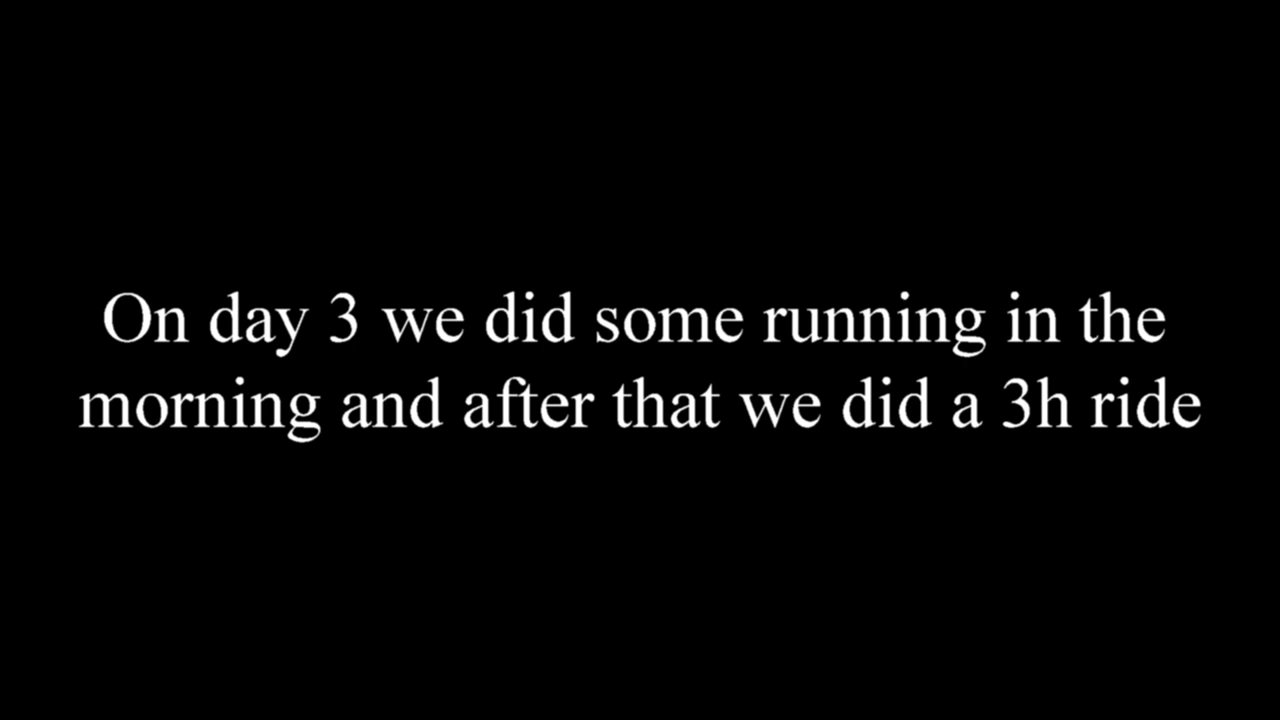 On day 3 we did some running in the
morning and after that we did a 3h ride